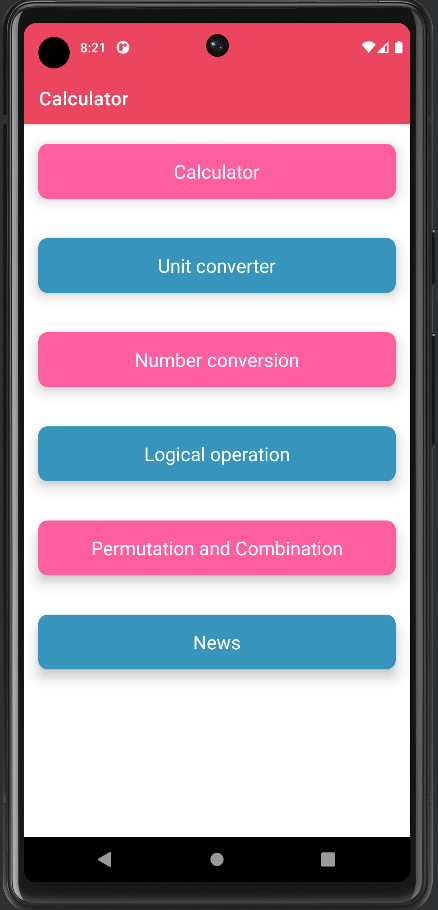 8:21
Calculator
Calculator
Unit converter
Number conversion
Logical operation
Permutation and Combination
News